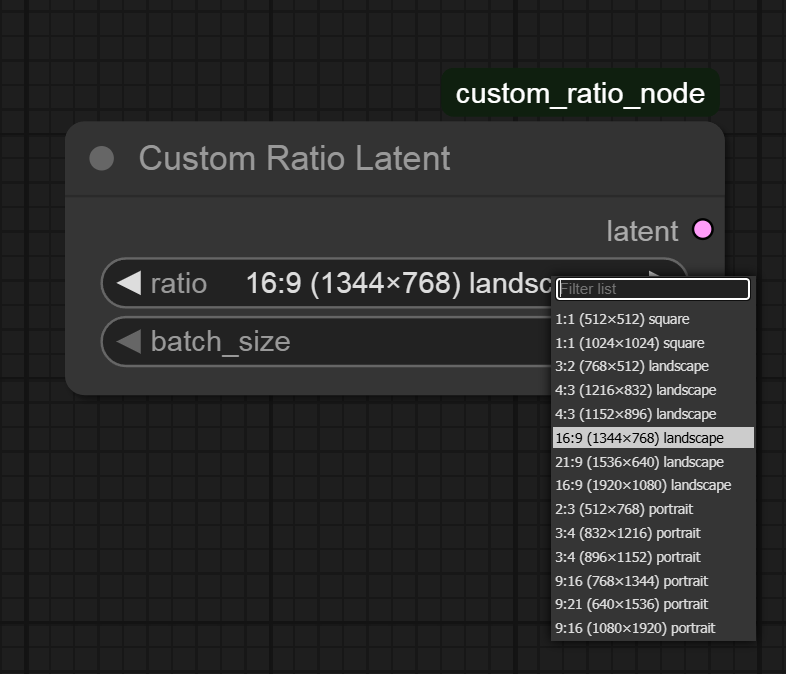 custom_ratio_node
Custom Ratio Latent
latent
ratio 16:9 (1344×768) landsc
batch_size
Filter list
1:1 (512×512) square
1:1 (1024×1024) square
3:2 (768×512) landscape
4:3 (1216×832) landscape
4:3 (1152×896) landscape
16:9 (1344×768) landscape
21:9 (1536×640) landscape
16:9 (1920×1080) landscape
2:3 (512×768) portrait
3:4 (832×1216) portrait
3:4 (896×1152) portrait
9:16 (768×1344) portrait
9:21 (640×1536) portrait
9:16 (1080×1920) portrait